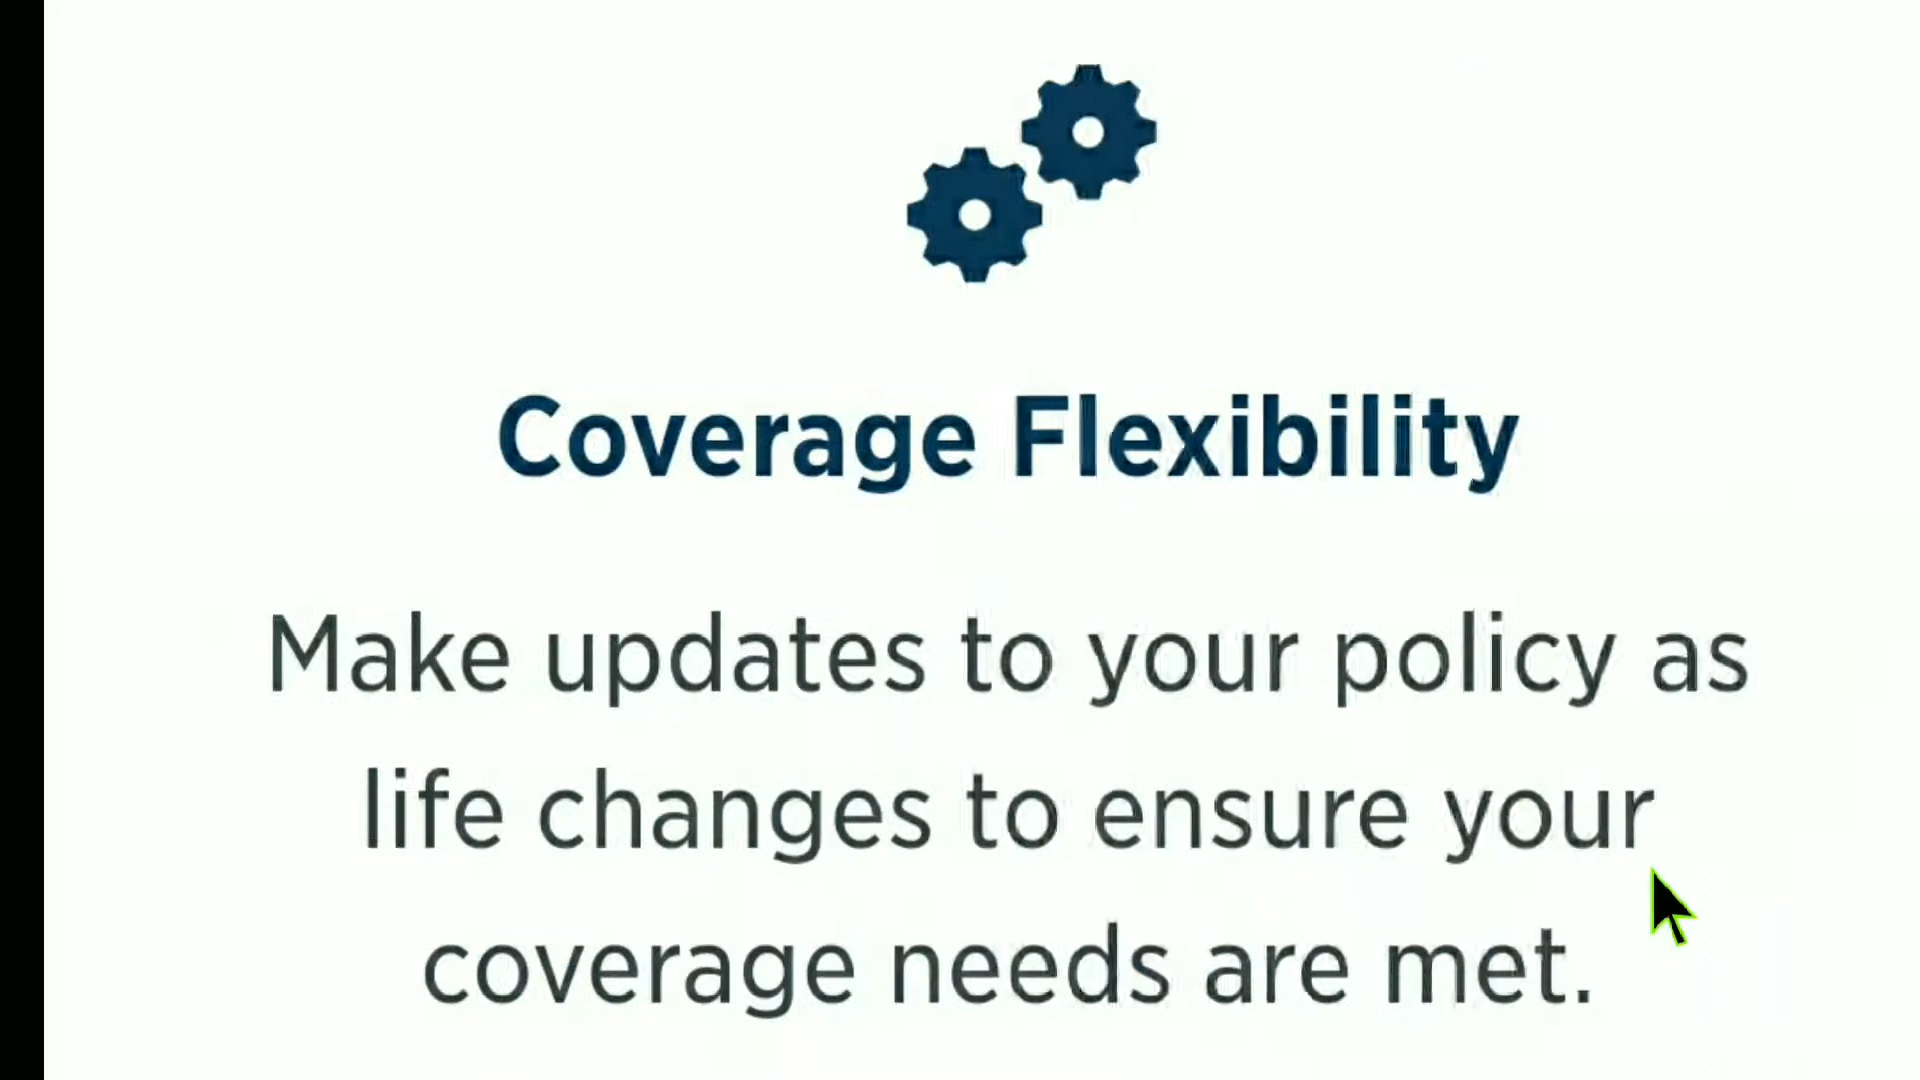 Coverage Flexibility
Make updates to your policy as
life changes to ensure your
coverage needs are met.